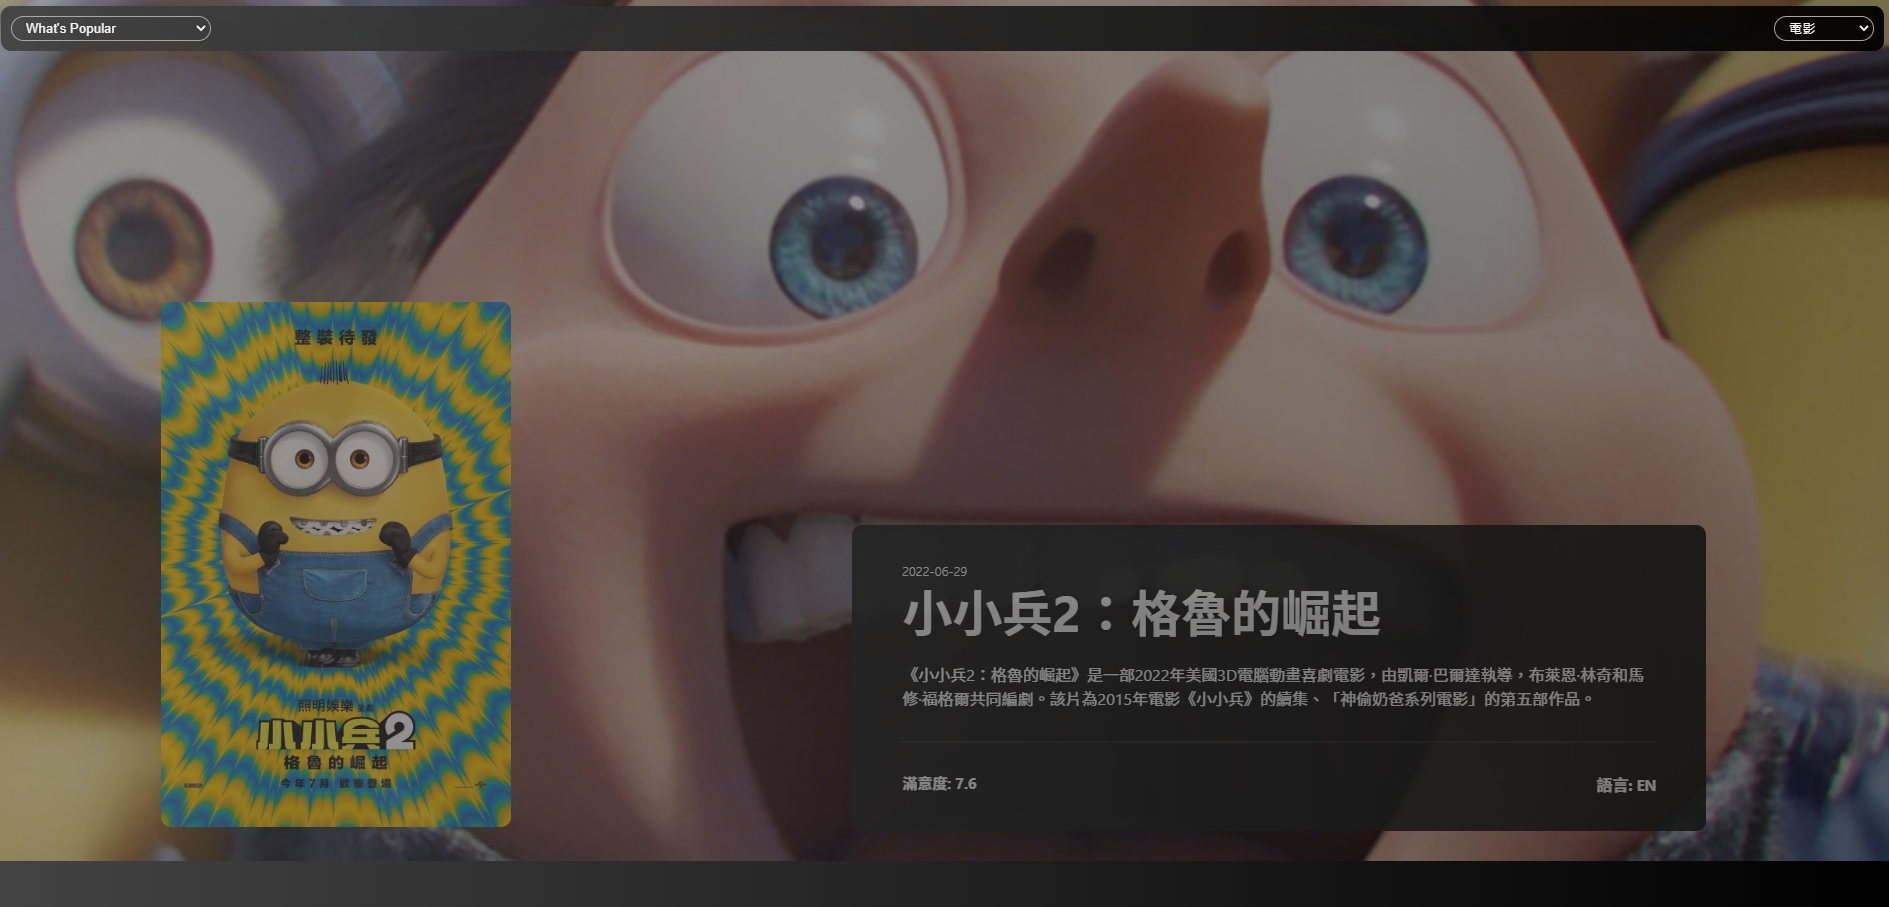 What's Popular
電影
整裝待發
照明娛樂
小小兵2
格魯的崛起
今年7月 歡樂登場
2022-06-29
小小兵2：格魯的崛起
《小小兵2：格魯的崛起》是一部2022年美國3D電腦動畫喜劇電影，由凱爾·巴爾達執導，布萊恩·林奇和馬
修·福格爾共同編劇。該片為2015年電影《小小兵》的續集、「神偷奶爸系列電影」的第五部作品。
滿意度: 7.6
語言: EN